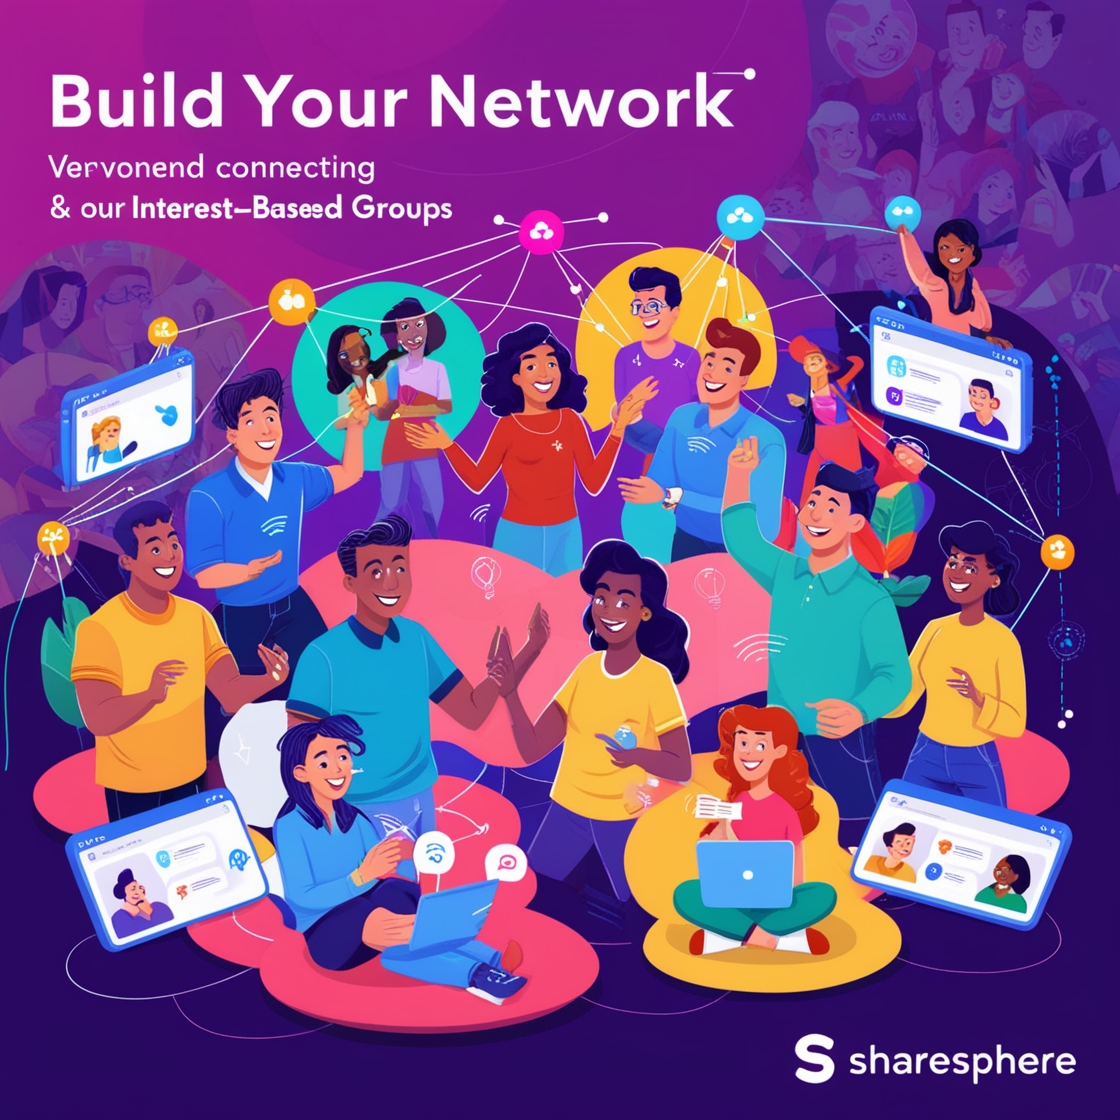 Build Your Network
Vervonend connecting
& our Interest-Based Groups
S sharesphere